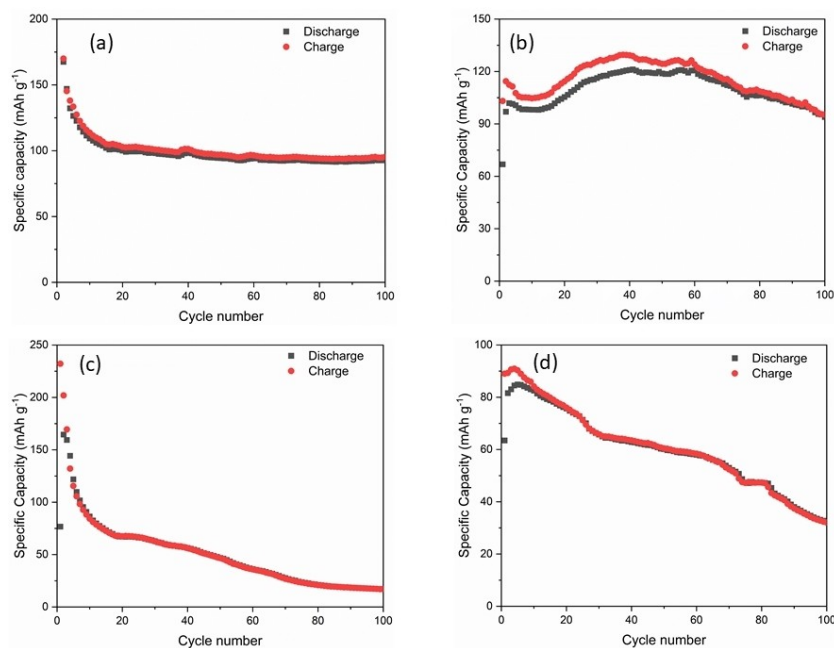 (a)
Discharge
Charge
Specific capacity (mAh g⁻¹)
200
150
100
50
0
0 20 40 60 80 100
Cycle number
(b)
Discharge
Charge
Specific capacity (mAh g⁻¹)
150
120
90
60
30
0
0 20 40 60 80 100
Cycle number
(c)
Discharge
Charge
Specific Capacity (mAh g⁻¹)
250
200
150
100
50
0
0 20 40 60 80 100
Cycle number
(d)
Discharge
Charge
Specific Capacity (mAh g⁻¹)
100
80
60
40
20
0
0 20 40 60 80 100
Cycle number